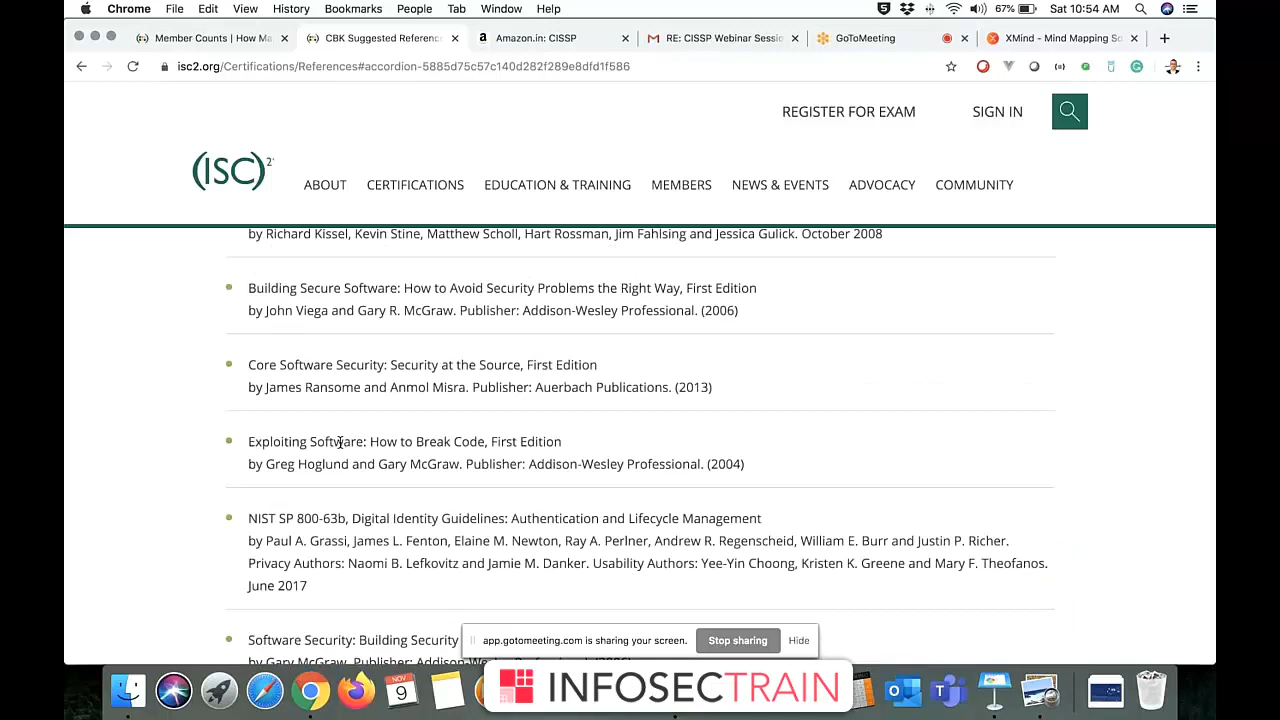 Chrome File Edit View History Bookmarks People Tab Window Help 67% Sat 10:54 AM
Member Counts | How Ma CBK Suggested Referenc Amazon.in: CISSP RE: CISSP Webinar Sessio GoToMeeting XMind - Mind Mapping So
isc2.org/Certifications/References#accordion-5885d75c57c140d282f289e8dfd1f586
REGISTER FOR EXAM SIGN IN
(ISC)²
ABOUT CERTIFICATIONS EDUCATION & TRAINING MEMBERS NEWS & EVENTS ADVOCACY COMMUNITY
by Richard Kissel, Kevin Stine, Matthew Scholl, Hart Rossman, Jim Fahlsing and Jessica Gulick. October 2008
Building Secure Software: How to Avoid Security Problems the Right Way, First Edition
by John Viega and Gary R. McGraw. Publisher: Addison-Wesley Professional. (2006)
Core Software Security: Security at the Source, First Edition
by James Ransome and Anmol Misra. Publisher: Auerbach Publications. (2013)
Exploiting Software: How to Break Code, First Edition
by Greg Hoglund and Gary McGraw. Publisher: Addison-Wesley Professional. (2004)
NIST SP 800-63b, Digital Identity Guidelines: Authentication and Lifecycle Management
by Paul A. Grassi, James L. Fenton, Elaine M. Newton, Ray A. Perlner, Andrew R. Regenscheid, William E. Burr and Justin P. Richer.
Privacy Authors: Naomi B. Lefkovitz and Jamie M. Danker. Usability Authors: Yee-Yin Choong, Kristen K. Greene and Mary F. Theofanos.
June 2017
Software Security: Building Security
by Gary McGraw. Publisher: Addison-Wesley Professional. (2006)
app.gotomeeting.com is sharing your screen. Stop sharing Hide
NOV
9
INFOSECTRAIN